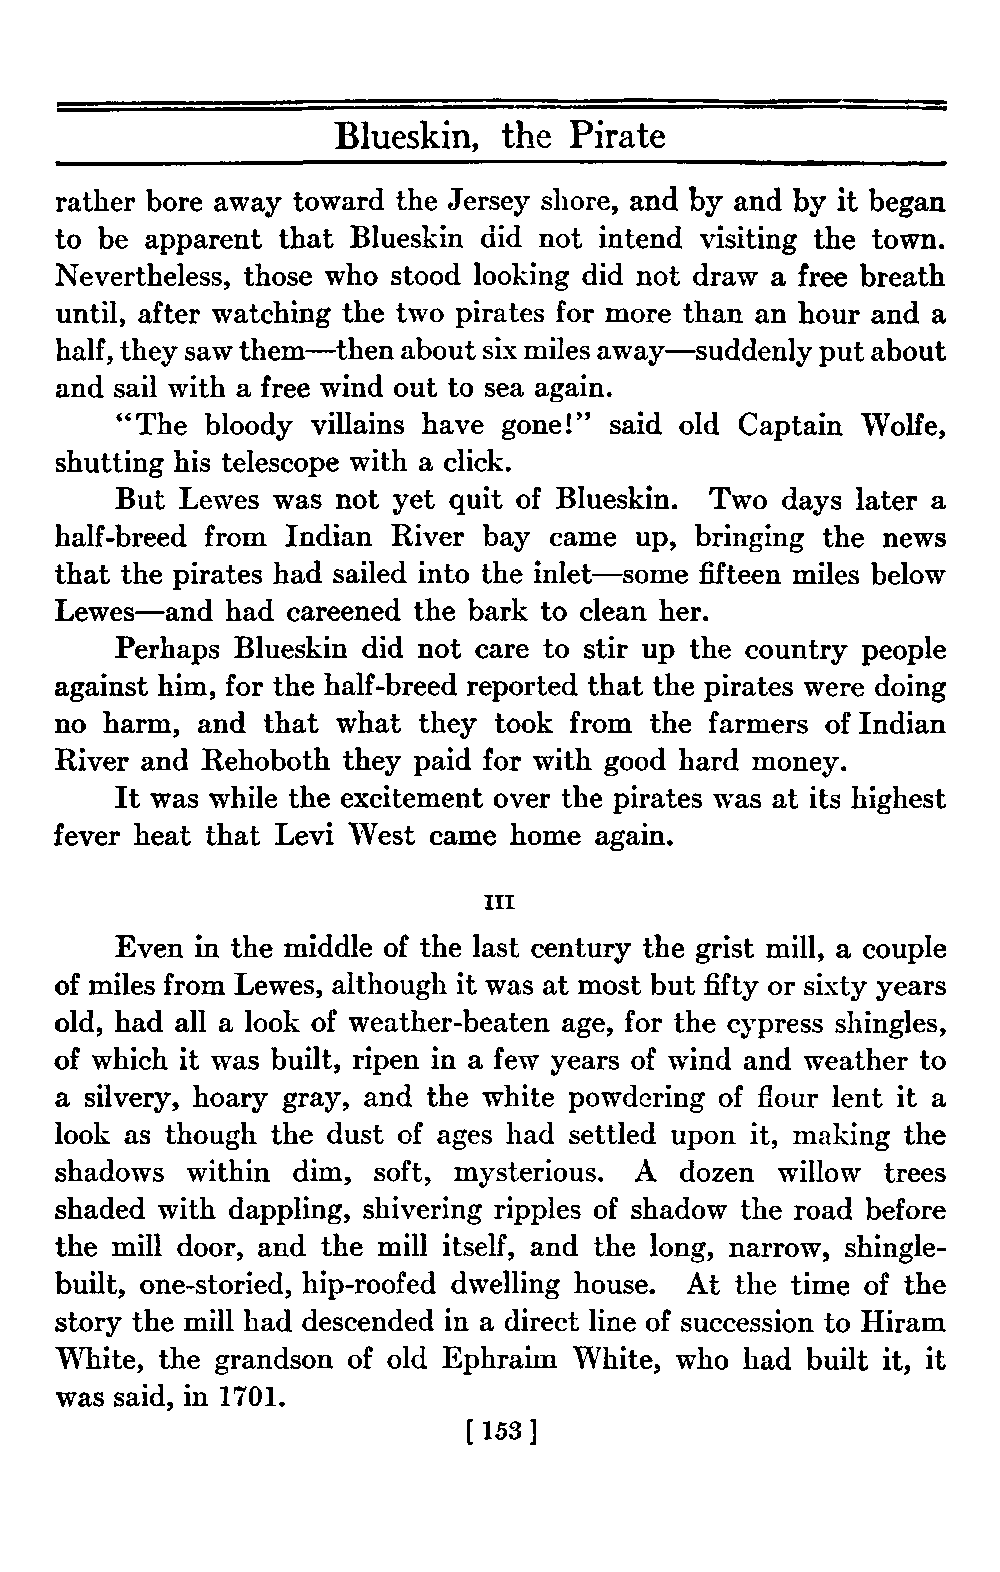 Blueskin, the Pirate
rather bore away toward the Jersey shore, and by and by it began
to be apparent that Blueskin did not intend visiting the town.
Nevertheless, those who stood looking did not draw a free breath
until, after watching the two pirates for more than an hour and a
half, they saw them—then about six miles away—suddenly put about
and sail with a free wind out to sea again.
“The bloody villains have gone!” said old Captain Wolfe,
shutting his telescope with a click.
But Lewes was not yet quit of Blueskin. Two days later a
half-breed from Indian River bay came up, bringing the news
that the pirates had sailed into the inlet—some fifteen miles below
Lewes—and had careened the bark to clean her.
Perhaps Blueskin did not care to stir up the country people
against him, for the half-breed reported that the pirates were doing
no harm, and that what they took from the farmers of Indian
River and Rehoboth they paid for with good hard money.
It was while the excitement over the pirates was at its highest
fever heat that Levi West came home again.
III
Even in the middle of the last century the grist mill, a couple
of miles from Lewes, although it was at most but fifty or sixty years
old, had all a look of weather-beaten age, for the cypress shingles,
of which it was built, ripen in a few years of wind and weather to
a silvery, hoary gray, and the white powdering of flour lent it a
look as though the dust of ages had settled upon it, making the
shadows within dim, soft, mysterious. A dozen willow trees
shaded with dappling, shivering ripples of shadow the road before
the mill door, and the mill itself, and the long, narrow, shingle-
built, one-storied, hip-roofed dwelling house. At the time of the
story the mill had descended in a direct line of succession to Hiram
White, the grandson of old Ephraim White, who had built it, it
was said, in 1701.
[ 153 ]